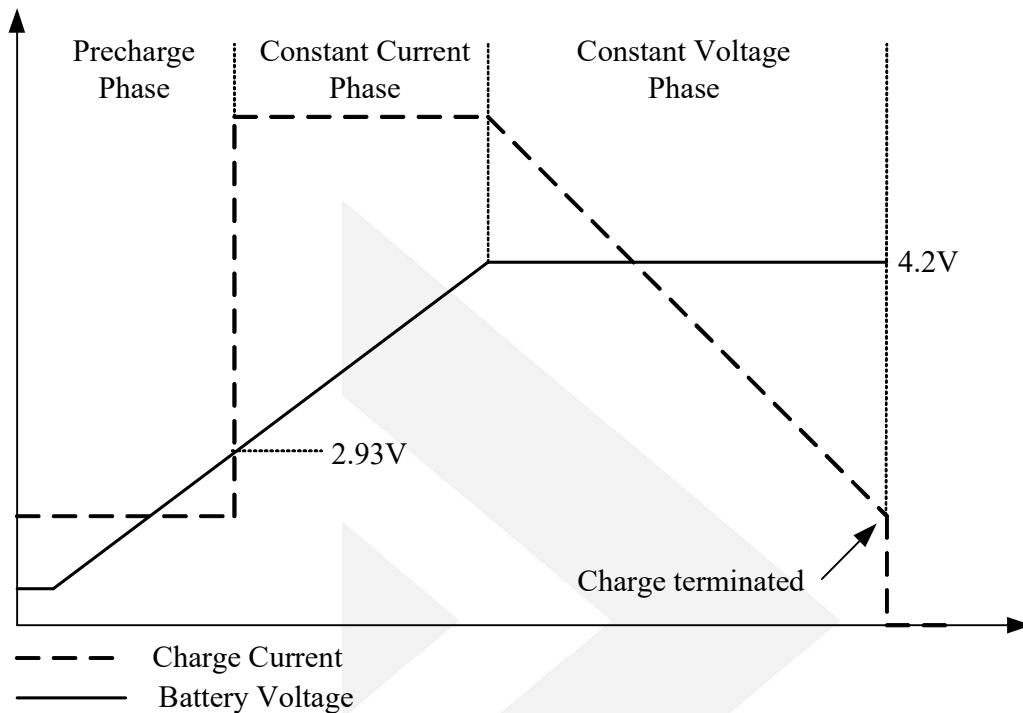 Precharge
Phase
Constant Current
Phase
Constant Voltage
Phase
4.2V
2.93V
Charge terminated
Charge Current
Battery Voltage